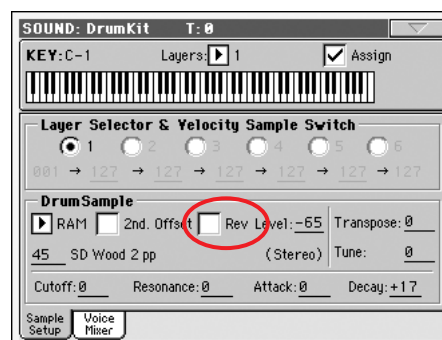 SOUND: DrumKit T:0
KEY:C-1 Layers: 1 Assign
Layer Selector & Velocity Sample Switch
1 2 3 4 5 6
001 → 127 → 127 → 127 → 127 → 127 → 127
DrumSample
RAM 2nd. Offset Rev Level:-65 Transpose:0
45 SD Wood 2 pp (Stereo) Tune: 0
Cutoff:0 Resonance:0 Attack:0 Decay:+17
Sample Setup Voice Mixer